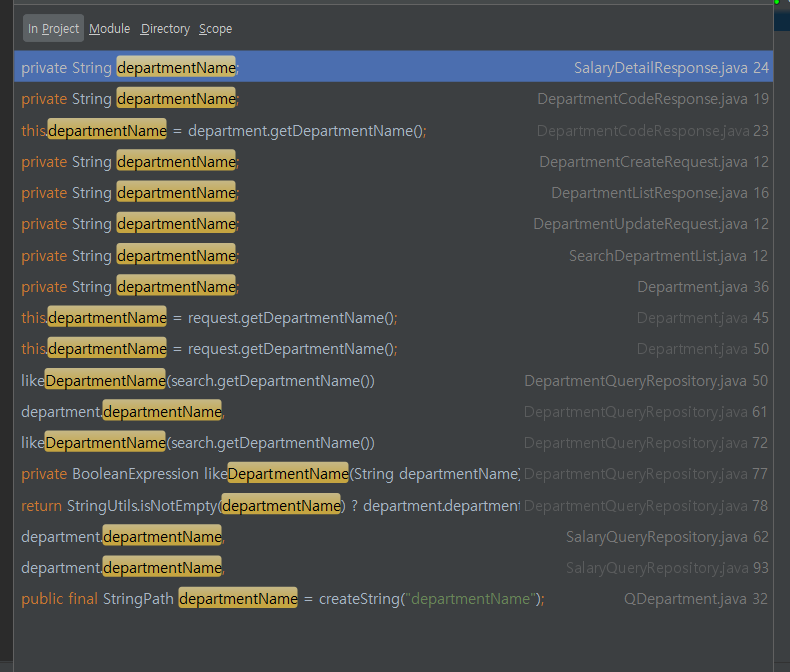 In Project Module Directory Scope
private String departmentName; SalaryDetailResponse.java 24
private String departmentName; DepartmentCodeResponse.java 19
this.departmentName = department.getDepartmentName(); DepartmentCodeResponse.java 23
private String departmentName; DepartmentCreateRequest.java 12
private String departmentName; DepartmentListResponse.java 16
private String departmentName; DepartmentUpdateRequest.java 12
private String departmentName; SearchDepartmentList.java 12
private String departmentName; Department.java 36
this.departmentName = request.getDepartmentName(); Department.java 45
this.departmentName = request.getDepartmentName(); Department.java 50
likeDepartmentName(search.getDepartmentName()) DepartmentQueryRepository.java 50
department.departmentName, DepartmentQueryRepository.java 61
likeDepartmentName(search.getDepartmentName()) DepartmentQueryRepository.java 72
private BooleanExpression likeDepartmentName(String departmentName) DepartmentQueryRepository.java 77
return StringUtils.isNotEmpty(departmentName) ? department.department DepartmentQueryRepository.java 78
department.departmentName, SalaryQueryRepository.java 62
department.departmentName, SalaryQueryRepository.java 93
public final StringPath departmentName = createString("departmentName"); QDepartment.java 32